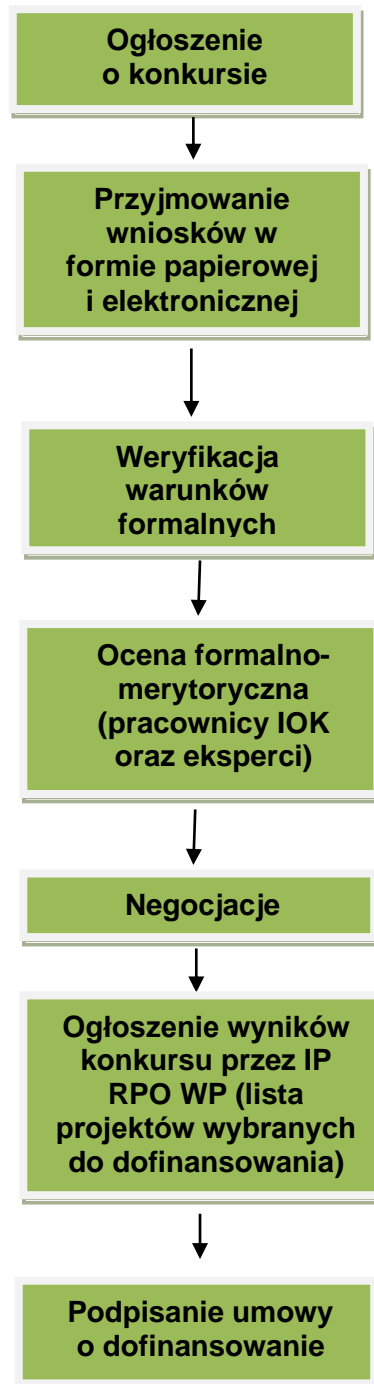 Ogłoszenie
o konkursie
Przyjmowanie
wniosków w
formie papierowej
i elektronicznej
Weryfikacja
warunków
formalnych
Ocena formalno-
merytoryczna
(pracownicy IOK
oraz eksperci)
Negocjacje
Ogłoszenie wyników
konkursu przez IP
RPO WP (lista
projektów wybranych
do dofinansowania)
Podpisanie umowy
o dofinansowanie